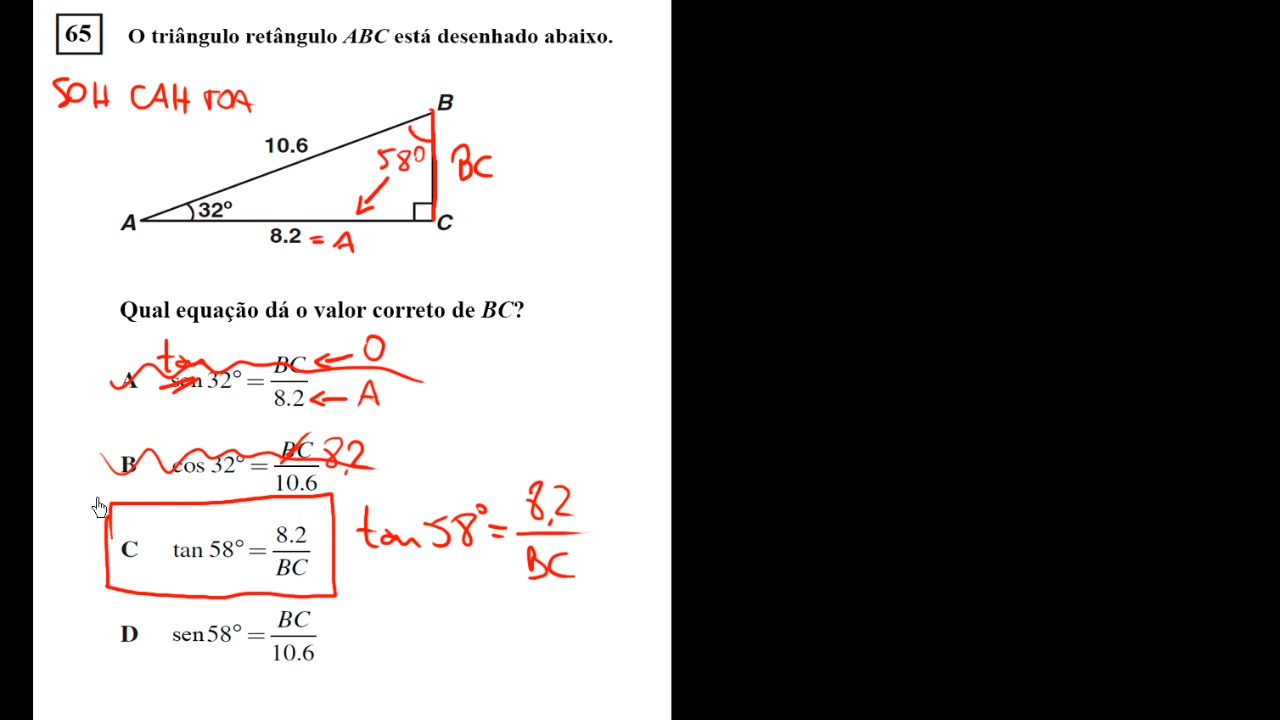 65 O triângulo retângulo ABC está desenhado abaixo.
SOH CAH TOA
B
10.6
58°
BC
A
32°
C
8.2 = A
Qual equação dá o valor correto de BC?
tan
O
A sen 32° = BC / 8.2
A
B cos 32° = BC / 10.6 8.2
C tan 58° = 8.2 / BC
tan 58° = 8.2 / BC
D sen 58° = BC / 10.6